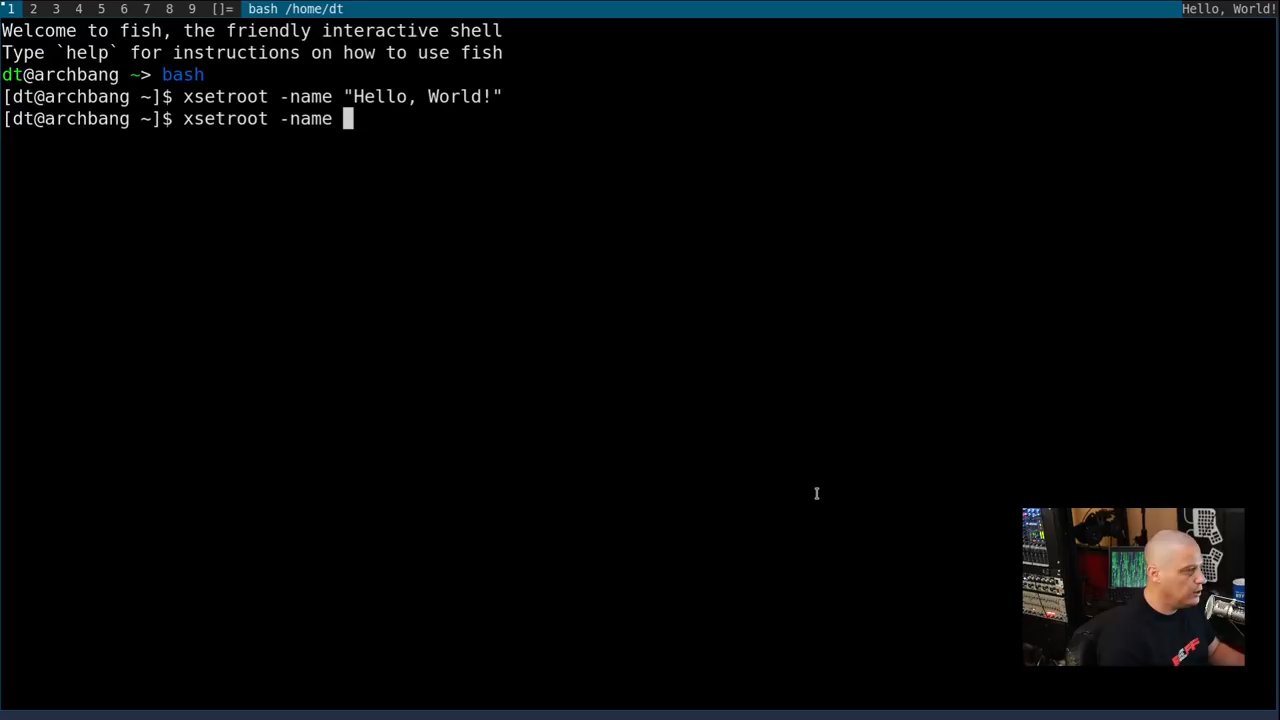 1 2 3 4 5 6 7 8 9 []= bash /home/dt Hello, World!
Welcome to fish, the friendly interactive shell
Type `help` for instructions on how to use fish
dt@archbang ~> bash
[dt@archbang ~]$ xsetroot -name "Hello, World!"
[dt@archbang ~]$ xsetroot -name